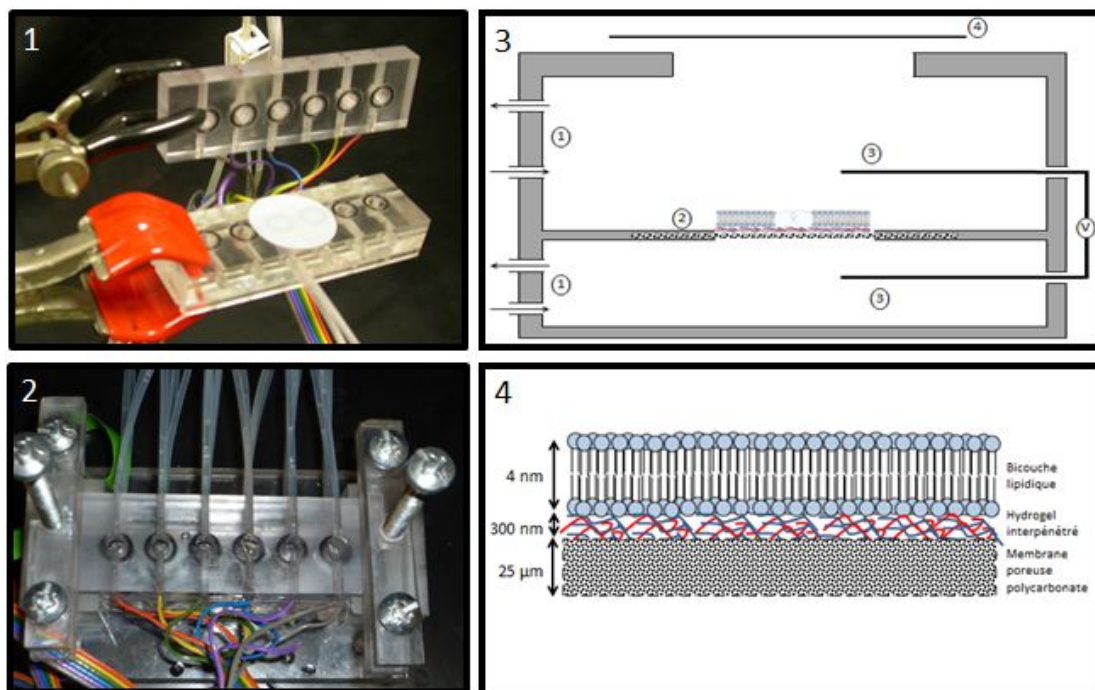 1
3
4
1
3
2
V
1
3
2
4
4 nm
Bicouche
lipidique
300 nm
Hydrogel
interpénétré
25 µm
Membrane
poreuse
polycarbonate